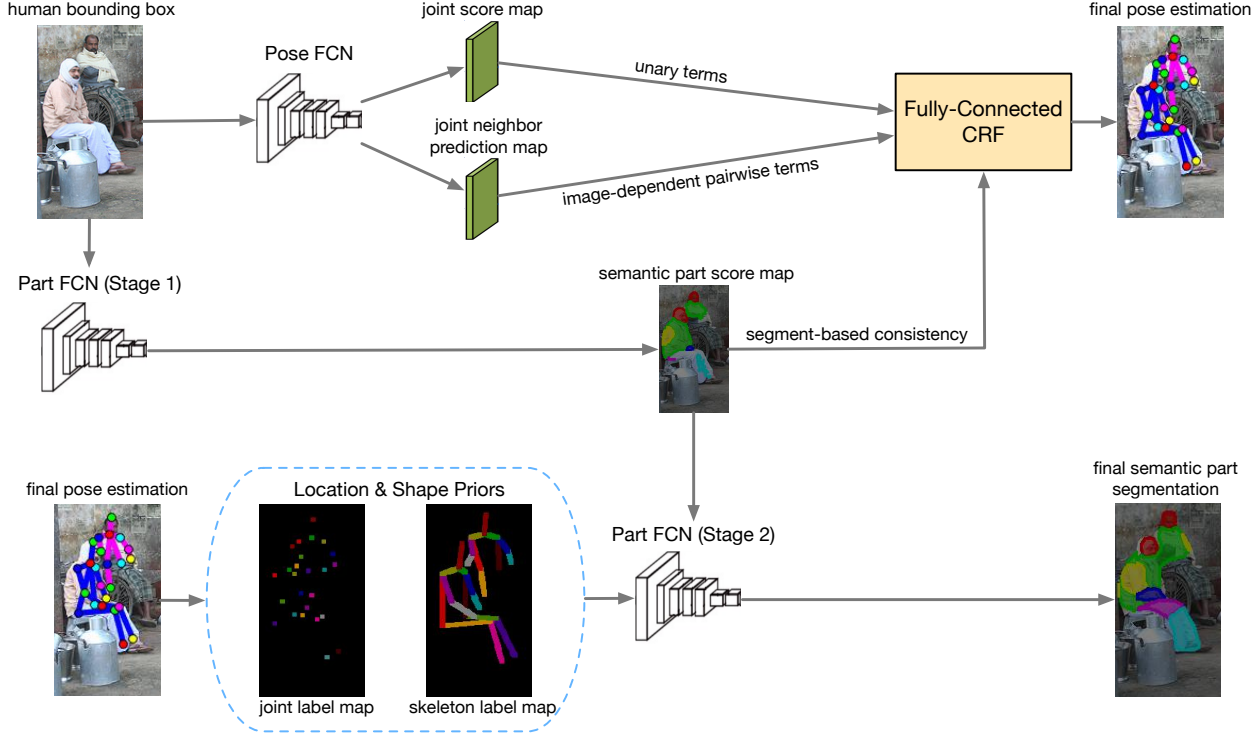 human bounding box
joint score map
final pose estimation
Pose FCN
unary terms
Fully-Connected
CRF
joint neighbor
prediction map
image-dependent pairwise terms
Part FCN (Stage 1)
semantic part score map
segment-based consistency
final pose estimation
Location & Shape Priors
Part FCN (Stage 2)
final semantic part
segmentation
joint label map
skeleton label map